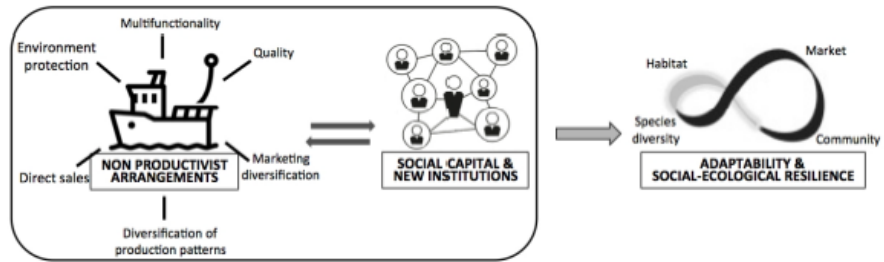 Multifunctionality
Environment
protection
Quality
NON PRODUCTIVIST
ARRANGEMENTS
Direct sales
Marketing
diversification
Diversification of
production patterns
SOCIAL CAPITAL &
NEW INSTITUTIONS
Habitat
Market
Species
diversity
Community
ADAPTABILITY &
SOCIAL-ECOLOGICAL RESILIENCE